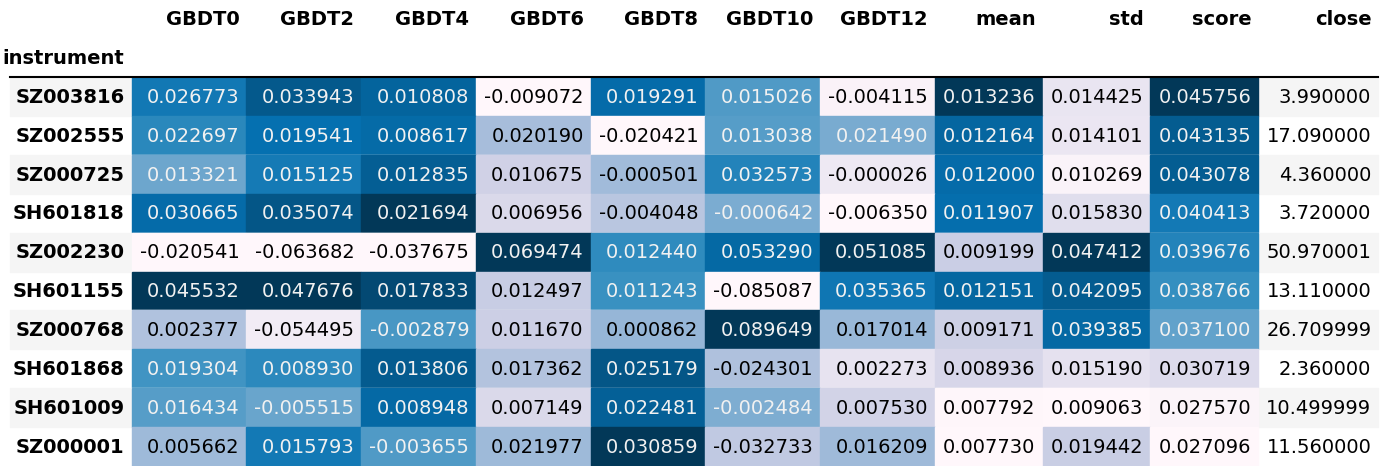 GBDT0 GBDT2 GBDT4 GBDT6 GBDT8 GBDT10 GBDT12 mean std score close
instrument
SZ003816 0.026773 0.033943 0.010808 -0.009072 0.019291 0.015026 -0.004115 0.013236 0.014425 0.045756 3.990000
SZ002555 0.022697 0.019541 0.008617 0.020190 -0.020421 0.013038 0.021490 0.012164 0.014101 0.043135 17.090000
SZ000725 0.013321 0.015125 0.012835 0.010675 -0.000501 0.032573 -0.000026 0.012000 0.010269 0.043078 4.360000
SH601818 0.030665 0.035074 0.021694 0.006956 -0.004048 -0.000642 -0.006350 0.011907 0.015830 0.040413 3.720000
SZ002230 -0.020541 -0.063682 -0.037675 0.069474 0.012440 0.053290 0.051085 0.009199 0.047412 0.039676 50.970001
SH601155 0.045532 0.047676 0.017833 0.012497 0.011243 -0.085087 0.035365 0.012151 0.042095 0.038766 13.110000
SZ000768 0.002377 -0.054495 -0.002879 0.011670 0.000862 0.089649 0.017014 0.009171 0.039385 0.037100 26.709999
SH601868 0.019304 0.008930 0.013806 0.017362 0.025179 -0.024301 0.002273 0.008936 0.015190 0.030719 2.360000
SH601009 0.016434 -0.005515 0.008948 0.007149 0.022481 -0.002484 0.007530 0.007792 0.009063 0.027570 10.499999
SZ000001 0.005662 0.015793 -0.003655 0.021977 0.030859 -0.032733 0.016209 0.007730 0.019442 0.027096 11.560000